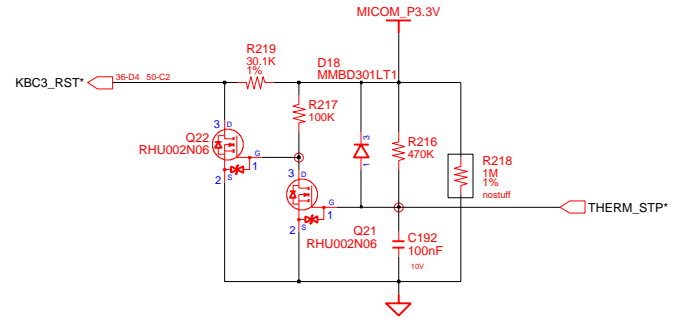 MICOM_P3.3V
R219
30.1K
1%
D18
MMBD301LT1
KBC3_RST*
36-D4 50-C2
R217
100K
3 D
Q22
RHU002N06
G
1
S
2
3
1
R216
470K
R218
1M
1%
nostuff
3 D
G
1
S
2
Q21
RHU002N06
THERM_STP*
C192
100nF
10V